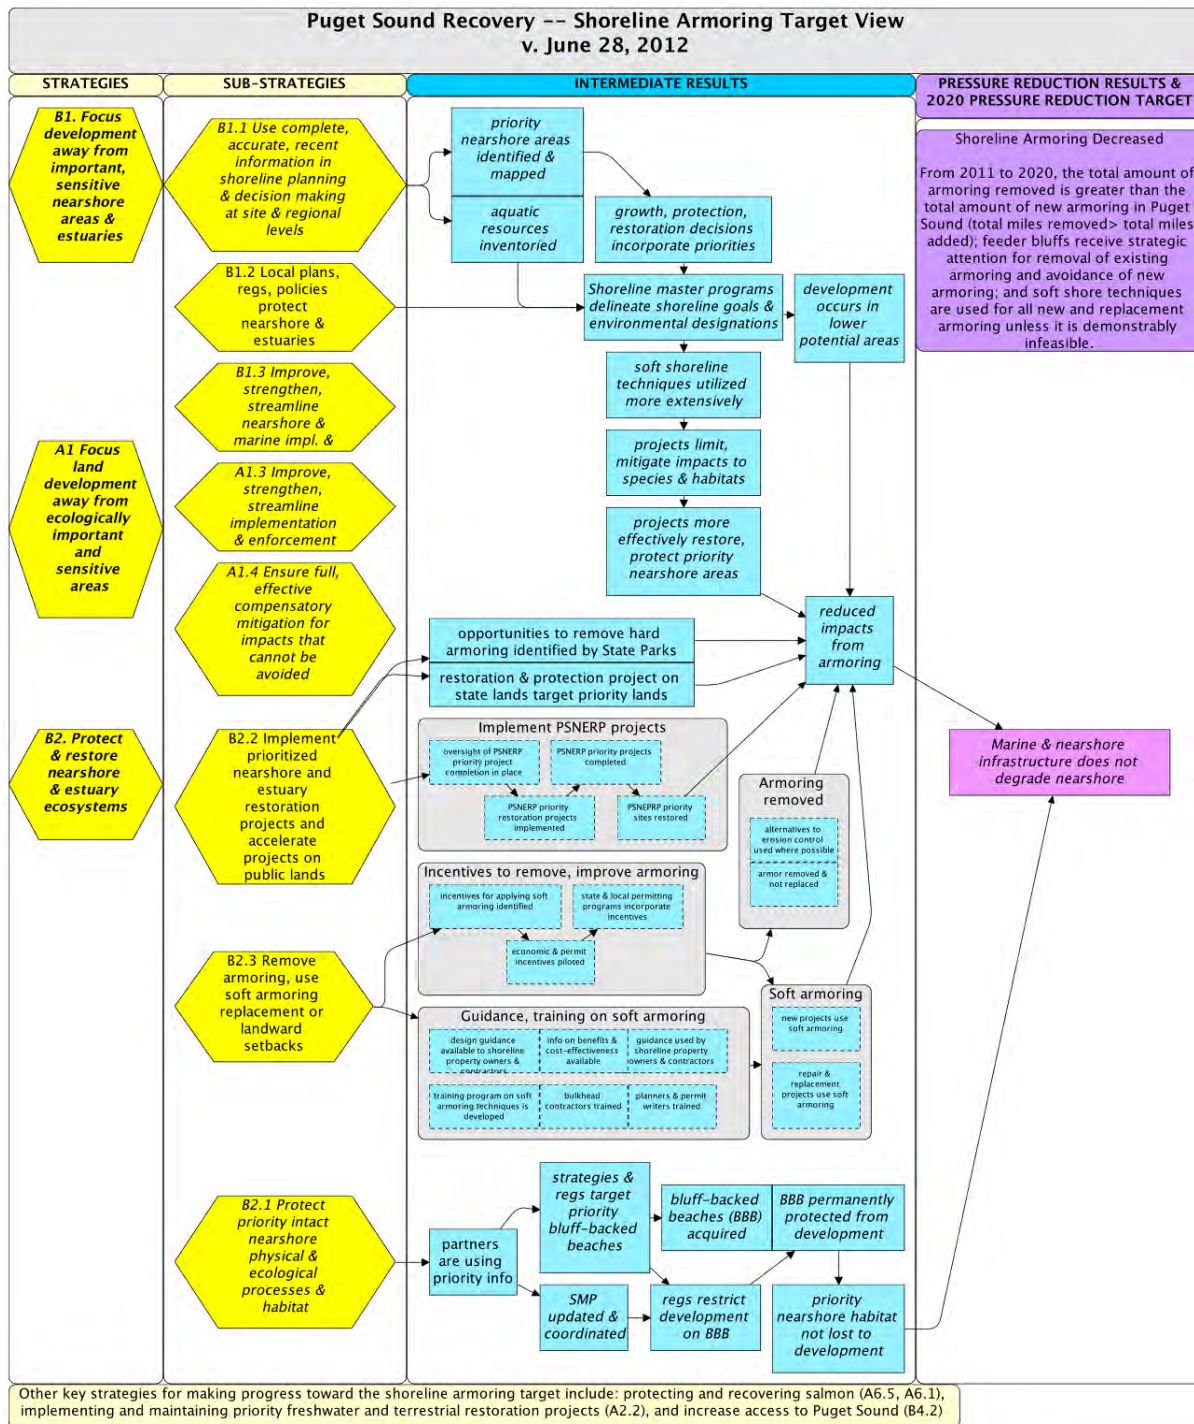 Puget Sound Recovery -- Shoreline Armoring Target View
v. June 28, 2012
STRATEGIES
SUB-STRATEGIES
INTERMEDIATE RESULTS
PRESSURE REDUCTION RESULTS &
2020 PRESSURE REDUCTION TARGET
B1. Focus
development
away from
important,
sensitive
nearshore
areas &
estuaries
A1 Focus
land
development
away from
ecologically
important
and
sensitive
areas
B2. Protect
& restore
nearshore
& estuary
ecosystems
B1.1 Use complete,
accurate, recent
information in
shoreline planning
& decision making
at site & regional
levels
B1.2 Local plans,
regs, policies
protect
nearshore &
estuaries
B1.3 Improve,
strengthen,
streamline
nearshore &
marine impl. &
A1.3 Improve,
strengthen,
streamline
implementation
& enforcement
A1.4 Ensure full,
effective
compensatory
mitigation for
impacts that
cannot be
avoided
B2.2 Implement
prioritized
nearshore and
estuary
restoration
projects and
accelerate
projects on
public lands
B2.3 Remove
armoring, use
soft armoring
replacement or
landward
setbacks
B2.1 Protect
priority intact
nearshore
physical &
ecological
processes &
habitat
priority
nearshore areas
identified &
mapped
aquatic
resources
inventoried
growth, protection,
restoration decisions
incorporate priorities
Shoreline master programs
delineate shoreline goals &
environmental designations
development
occurs in
lower
potential areas
soft shoreline
techniques utilized
more extensively
projects limit,
mitigate impacts to
species & habitats
projects more
effectively restore,
protect priority
nearshore areas
reduced
impacts
from
armoring
opportunities to remove hard
armoring identified by State Parks
restoration & protection project on
state lands target priority lands
Implement PSNERP projects
oversight of PSNERP
priority project
completion in place
PSNERP priority projects
completed
PSNERP priority
restoration projects
implemented
PSNEPRP priority
sites restored
Armoring
removed
alternatives to
erosion control
used where possible
armor removed &
not replaced
Incentives to remove, improve armoring
incentives for applying soft
armoring identified
state & local permitting
programs incorporate
incentives
economic & permit
incentives piloted
Soft armoring
new projects use
soft armoring
repair &
replacement
projects use soft
armoring
Guidance, training on soft armoring
design guidance
available to shoreline
property owners &
contractors
info on benefits &
cost-effectiveness
available
guidance used by
shoreline property
owners & contractors
training program on soft
armoring techniques is
developed
bulkhead
contractors trained
planners & permit
writers trained
partners
are using
priority info
strategies &
regs target
priority
bluff-backed
beaches
SMP
updated &
coordinated
bluff-backed
beaches (BBB)
acquired
BBB permanently
protected from
development
regs restrict
development
on BBB
priority
nearshore habitat
not lost to
development
Shoreline Armoring Decreased
From 2011 to 2020, the total amount of
armoring removed is greater than the
total amount of new armoring in Puget
Sound (total miles removed> total miles
added); feeder bluffs receive strategic
attention for removal of existing
armoring and avoidance of new
armoring; and soft shore techniques
are used for all new and replacement
armoring unless it is demonstrably
infeasible.
Marine & nearshore
infrastructure does not
degrade nearshore
Other key strategies for making progress toward the shoreline armoring target include: protecting and recovering salmon (A6.5, A6.1),
implementing and maintaining priority freshwater and terrestrial restoration projects (A2.2), and increase access to Puget Sound (B4.2)